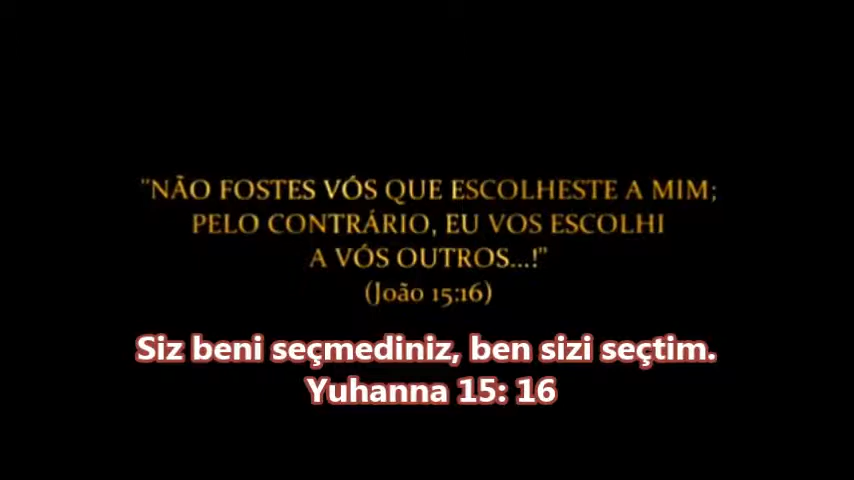 "NÃO FOSTES VÓS QUE ESCOLHESTE A MIM;
PELO CONTRÁRIO, EU VOS ESCOLHI
A VÓS OUTROS...!"
(João 15:16)
Siz beni seçmediniz, ben sizi seçtim.
Yuhanna 15: 16